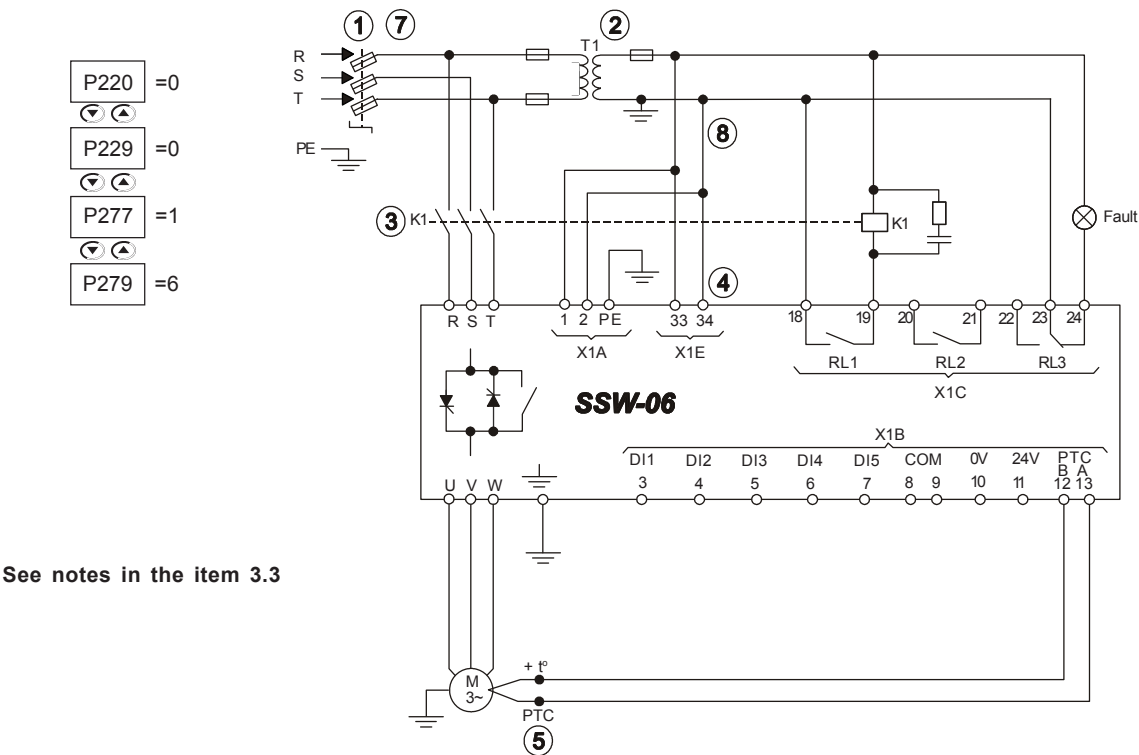 1 7 2
T1
R
S
T
PE
P220 =0
P229 =0
P277 =1
P279 =6
8
3 K1 K1 Fault
4
R S T 1 2 PE 33 34 18 19 20 21 22 23 24
X1A X1E RL1 RL2 RL3
X1C
SSW-06
X1B
DI1 DI2 DI3 DI4 DI5 COM 0V 24V PTC
B A
3 4 5 6 7 8 9 10 11 12 13
U V W
See notes in the item 3.3
M
3~
+ tº
PTC
5